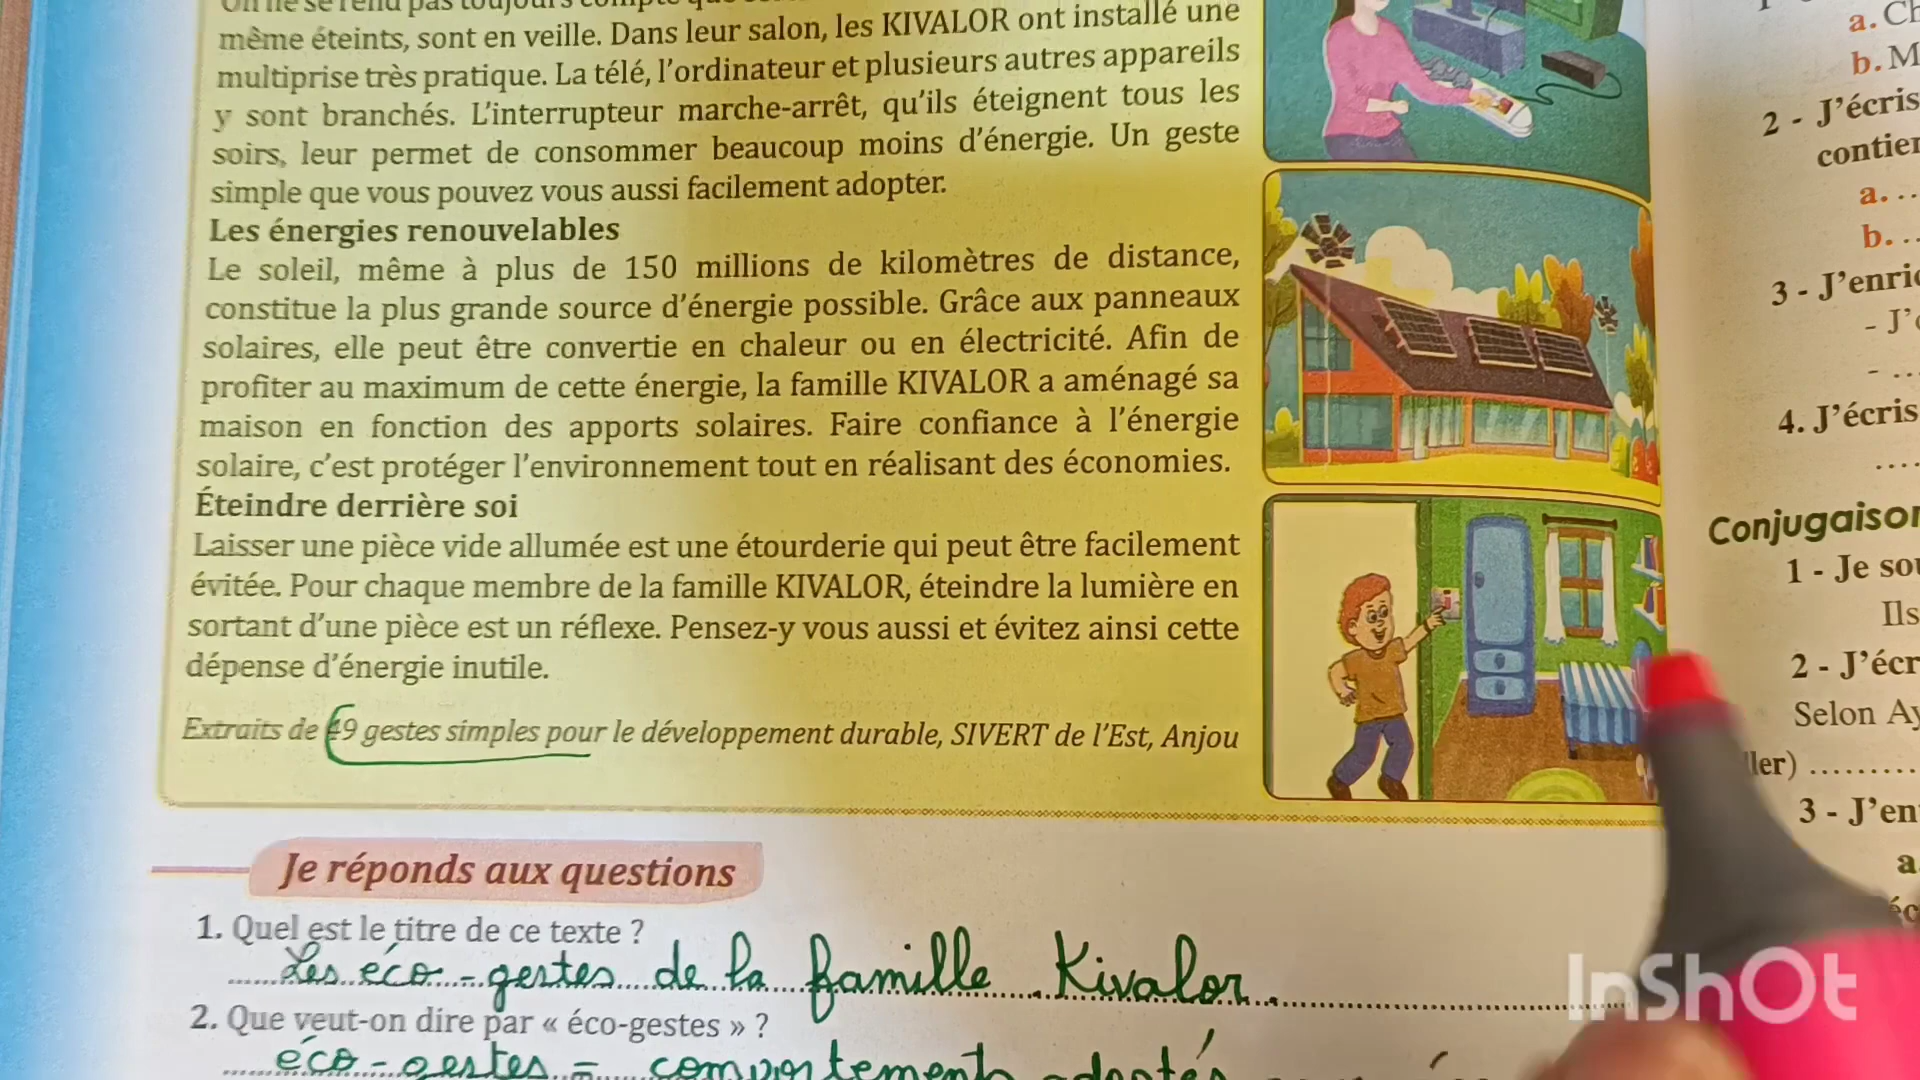 même éteints, sont en veille. Dans leur salon, les KIVALOR ont installé une
multiprise très pratique. La télé, l'ordinateur et plusieurs autres appareils
y sont branchés. L'interrupteur marche-arrêt, qu'ils éteignent tous les
soirs, leur permet de consommer beaucoup moins d'énergie. Un geste
simple que vous pouvez vous aussi facilement adopter.
Les énergies renouvelables
Le soleil, même à plus de 150 millions de kilomètres de distance,
constitue la plus grande source d'énergie possible. Grâce aux panneaux
solaires, elle peut être convertie en chaleur ou en électricité. Afin de
profiter au maximum de cette énergie, la famille KIVALOR a aménagé sa
maison en fonction des apports solaires. Faire confiance à l'énergie
solaire, c'est protéger l'environnement tout en réalisant des économies.
Éteindre derrière soi
Laisser une pièce vide allumée est une étourderie qui peut être facilement
évitée. Pour chaque membre de la famille KIVALOR, éteindre la lumière en
sortant d'une pièce est un réflexe. Pensez-y vous aussi et évitez ainsi cette
dépense d'énergie inutile.
Extraits de 49 gestes simples pour le développement durable, SIVERT de l'Est, Anjou
Je réponds aux questions
1. Quel est le titre de ce texte ?
Les éco-gestes de la famille Kivalor.
2. Que veut-on dire par « éco-gestes » ?
éco-gestes = comportements adoptés
a. Ch
b. M
2 - J'écris
contien
a. ..
b. ..
3 - J'enric
- J'
- ...
4. J'écris
....
Conjugaison
1 - Je sou
Ils
2 - J'écr
Selon Ay
ller) ........
3 - J'en
a
éc
InShOt